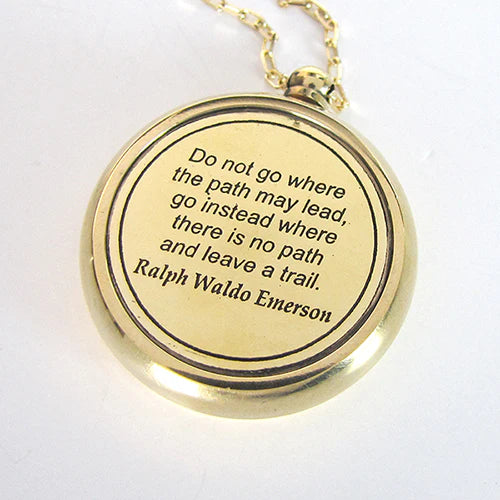 Do not go where
the path may lead,
go instead where
there is no path
and leave a trail.
Ralph Waldo Emerson